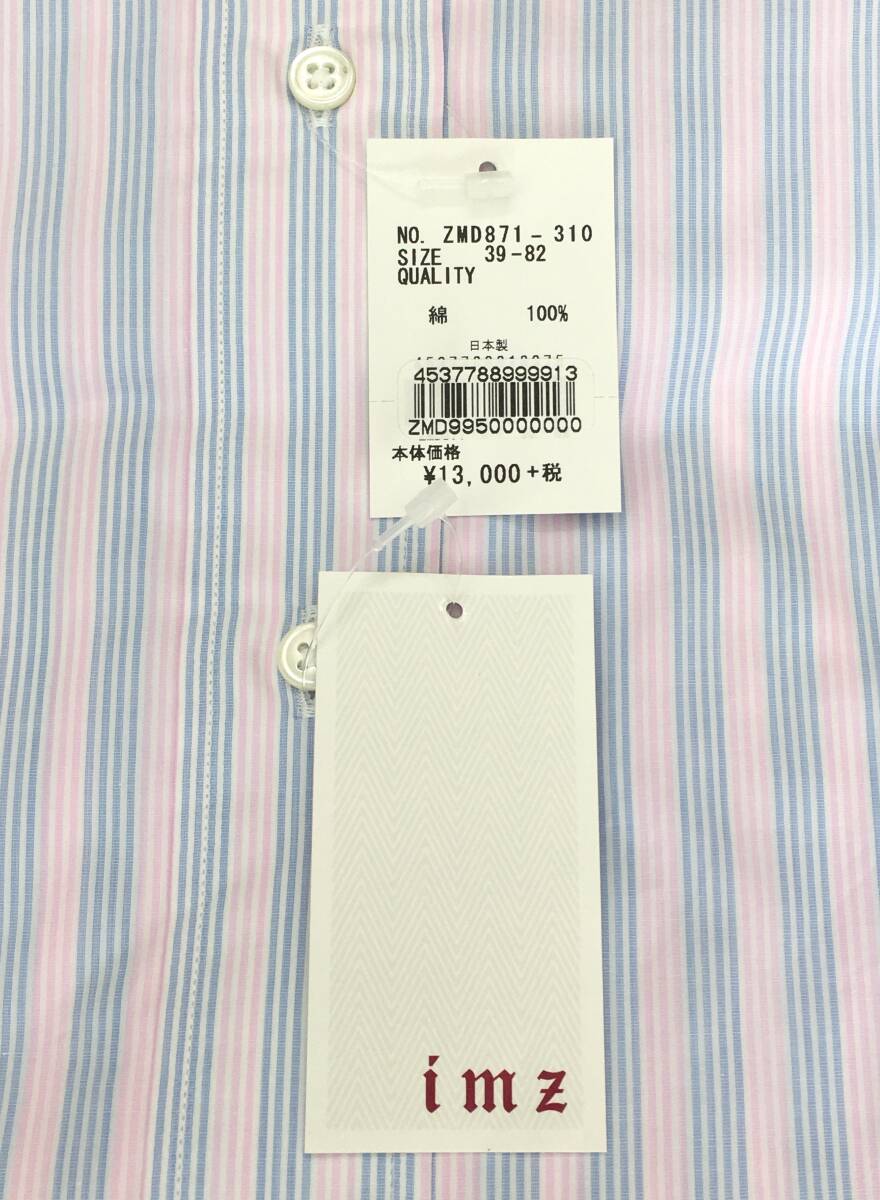 NO. ZMD871-310
SIZE 39-82
QUALITY
綿 100%
日本製
4537788999913
ZMD9950000000
本体価格
¥13,000+税
imz